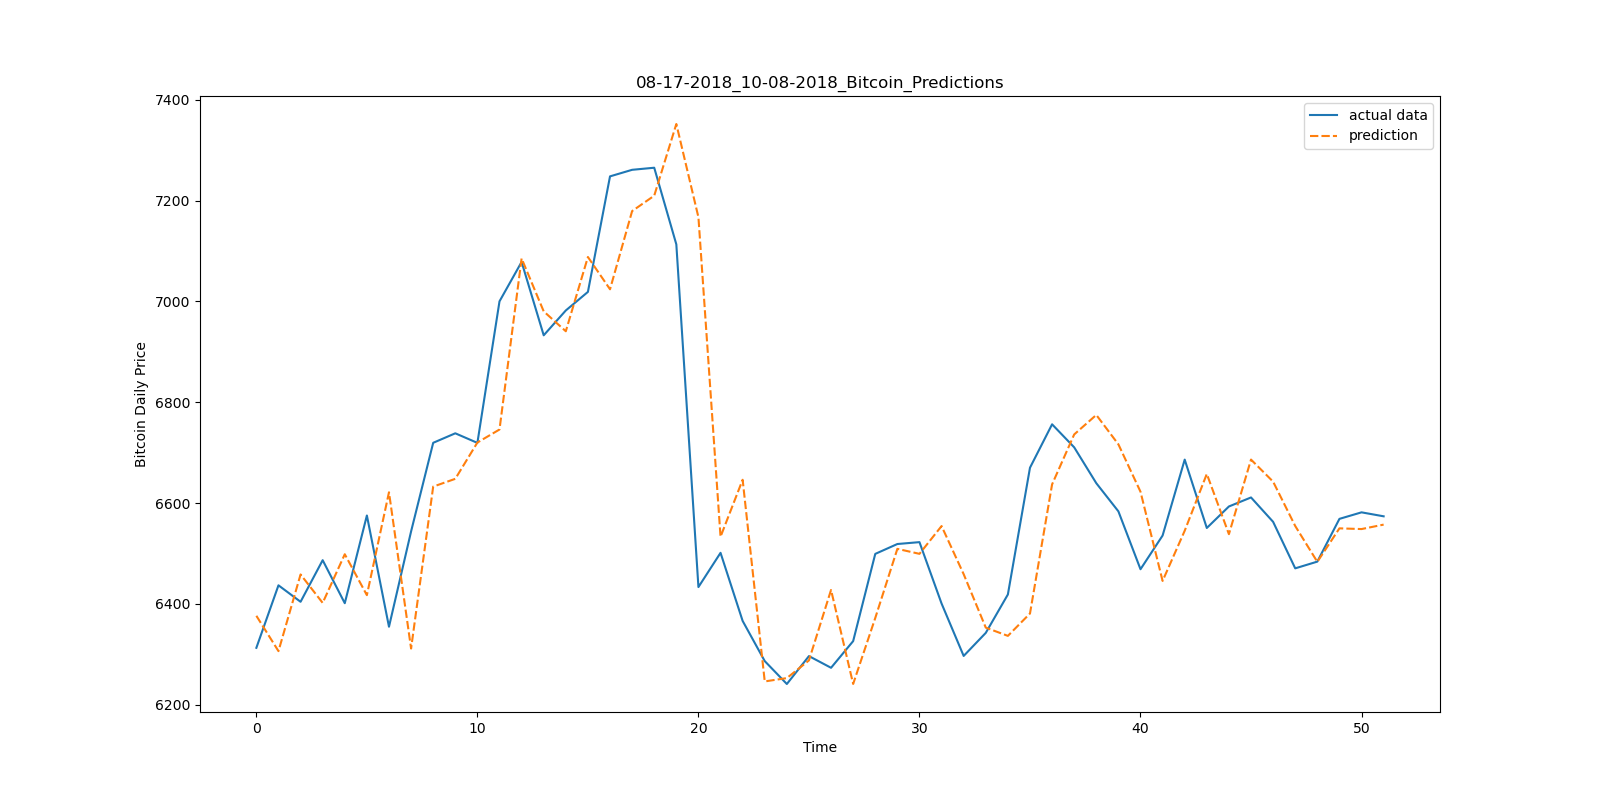 08-17-2018_10-08-2018_Bitcoin_Predictions
actual data
prediction
Bitcoin Daily Price
7400
7200
7000
6800
6600
6400
6200
0 10 20 30 40 50
Time